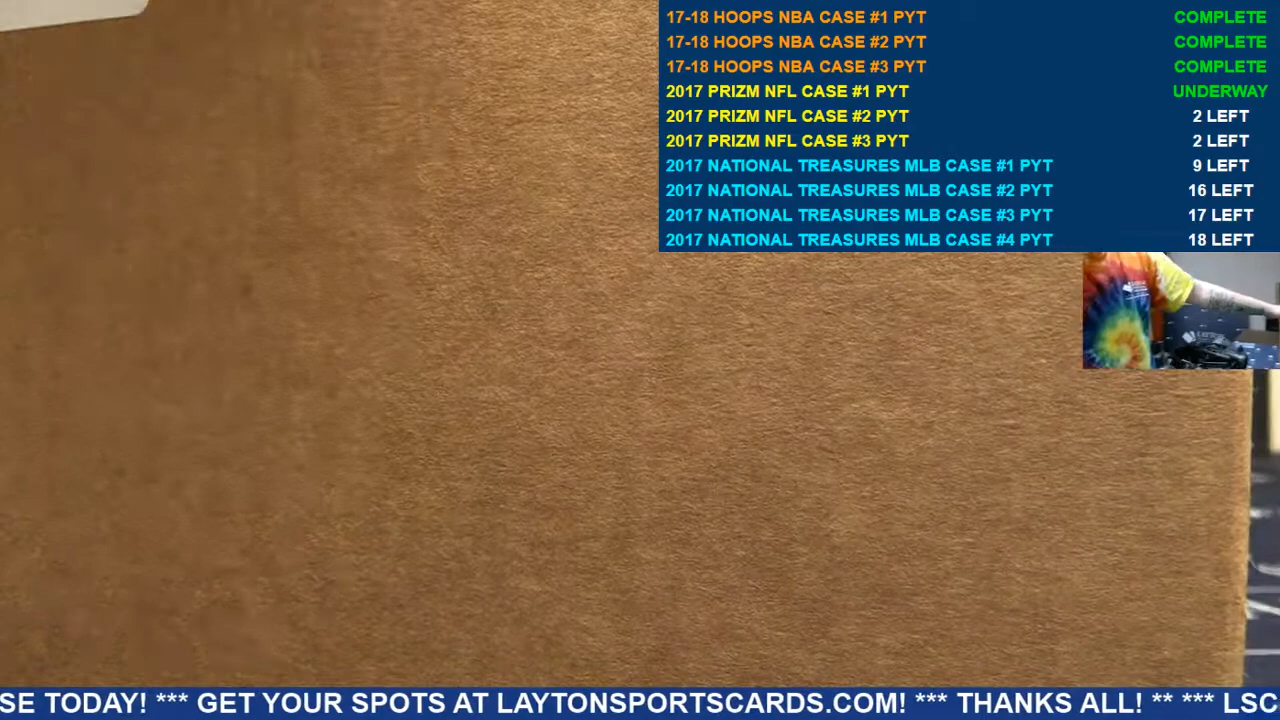 17-18 HOOPS NBA CASE #1 PYT COMPLETE
17-18 HOOPS NBA CASE #2 PYT COMPLETE
17-18 HOOPS NBA CASE #3 PYT COMPLETE
2017 PRIZM NFL CASE #1 PYT UNDERWAY
2017 PRIZM NFL CASE #2 PYT 2 LEFT
2017 PRIZM NFL CASE #3 PYT 2 LEFT
2017 NATIONAL TREASURES MLB CASE #1 PYT 9 LEFT
2017 NATIONAL TREASURES MLB CASE #2 PYT 16 LEFT
2017 NATIONAL TREASURES MLB CASE #3 PYT 17 LEFT
2017 NATIONAL TREASURES MLB CASE #4 PYT 18 LEFT
SE TODAY! *** GET YOUR SPOTS AT LAYTONSPORTSCARDS.COM! *** THANKS ALL! ** *** LSC